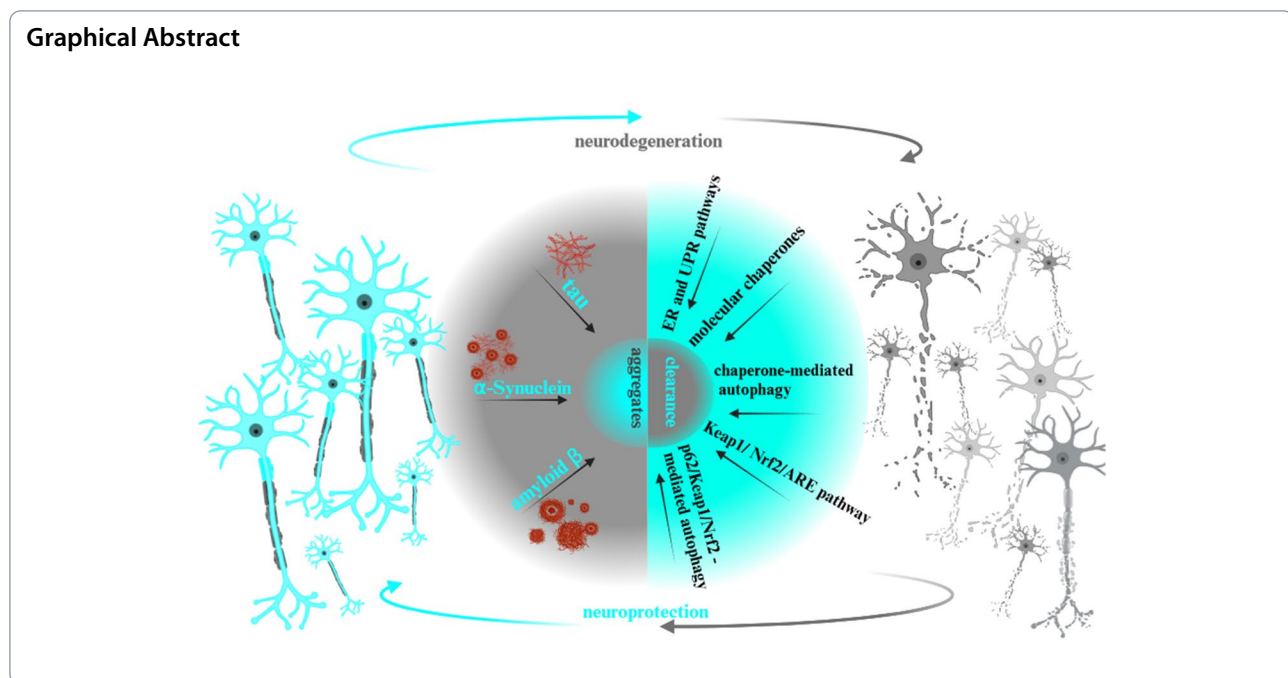 Graphical Abstract
neurodegeneration
tau
α-Synuclein
amyloid β
aggregates
clearance
ER and UPR pathways
molecular chaperones
chaperone-mediated
autophagy
Keap1/ Nrf2/ARE pathway
p62/Keap1/Nrf2 -
mediated autophagy
neuroprotection